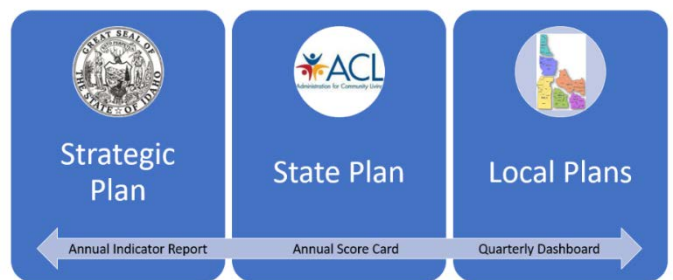 GREAT SEAL OF
THE STATE OF IDAHO
ACL
Administration for Community Living
Strategic
Plan
State Plan
Local Plans
Annual Indicator Report
Annual Score Card
Quarterly Dashboard